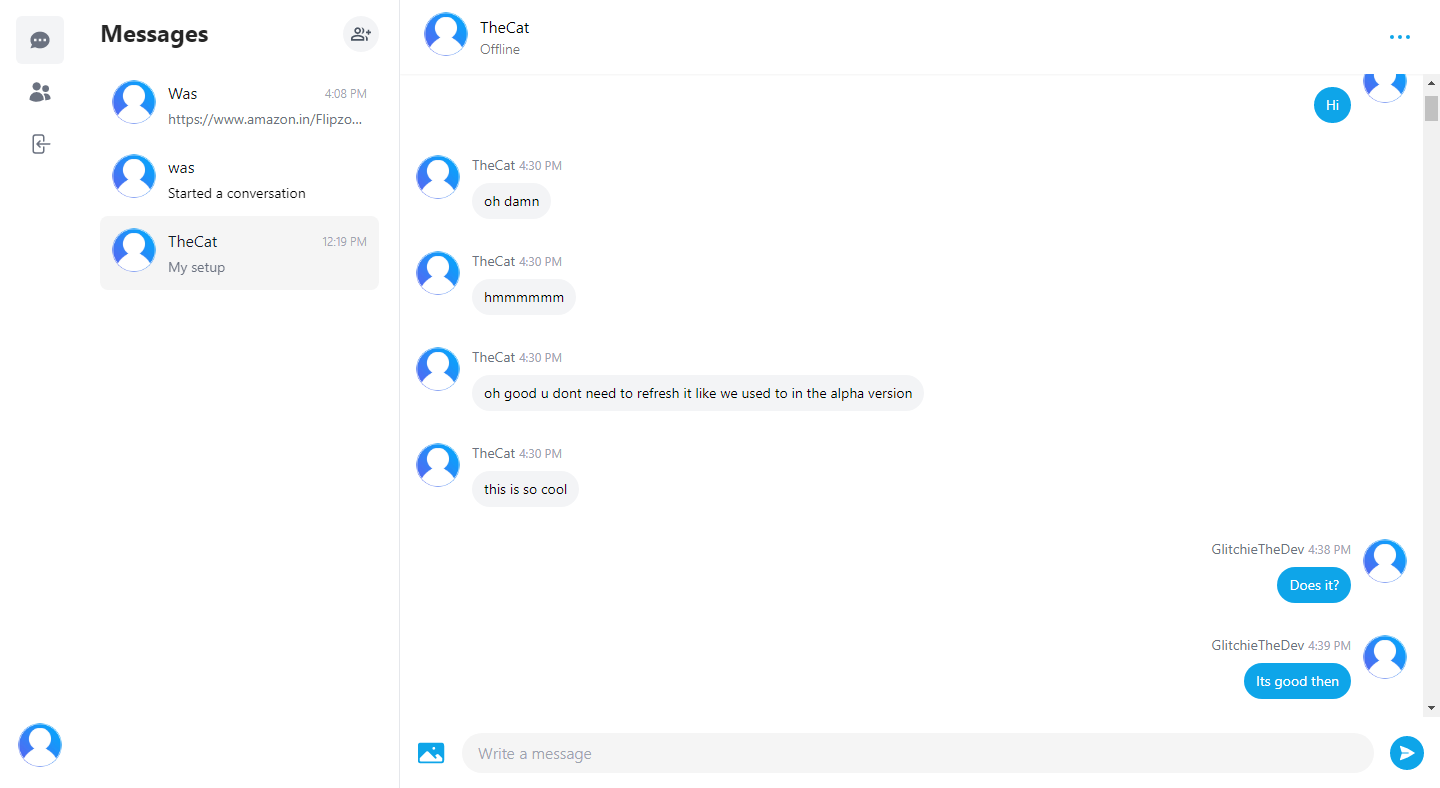 Messages
Was 4:08 PM
https://www.amazon.in/Flipzo...
was
Started a conversation
TheCat 12:19 PM
My setup
TheCat
Offline
Hi
TheCat 4:30 PM
oh damn
TheCat 4:30 PM
hmmmmmm
TheCat 4:30 PM
oh good u dont need to refresh it like we used to in the alpha version
TheCat 4:30 PM
this is so cool
GlitchieTheDev 4:38 PM
Does it?
GlitchieTheDev 4:39 PM
Its good then
Write a message